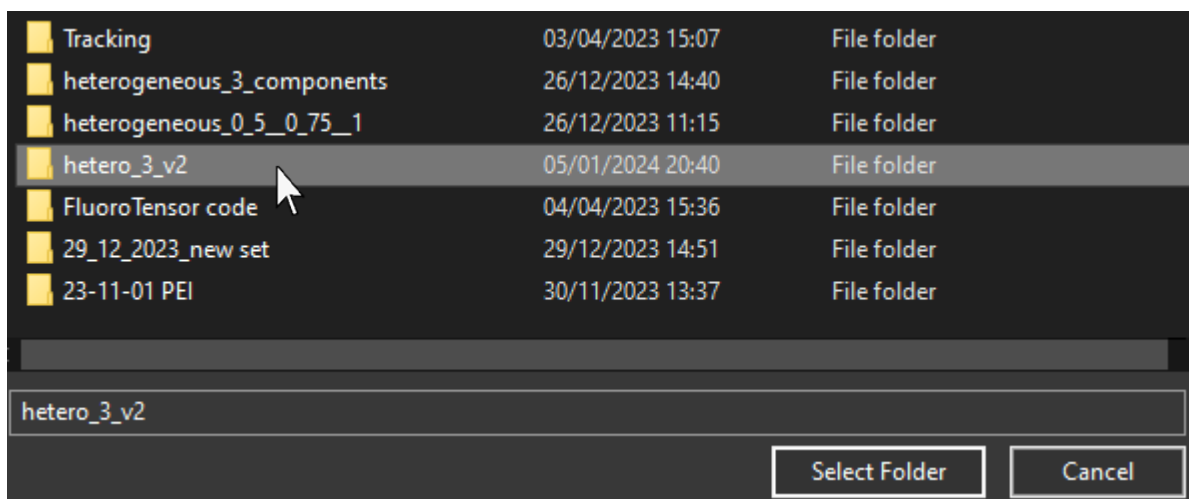 Tracking 03/04/2023 15:07 File folder
heterogeneous_3_components 26/12/2023 14:40 File folder
heterogeneous_0_5__0_75__1 26/12/2023 11:15 File folder
hetero_3_v2 05/01/2024 20:40 File folder
FluoroTensor code 04/04/2023 15:36 File folder
29_12_2023_new set 29/12/2023 14:51 File folder
23-11-01 PEI 30/11/2023 13:37 File folder
hetero_3_v2
Select Folder Cancel